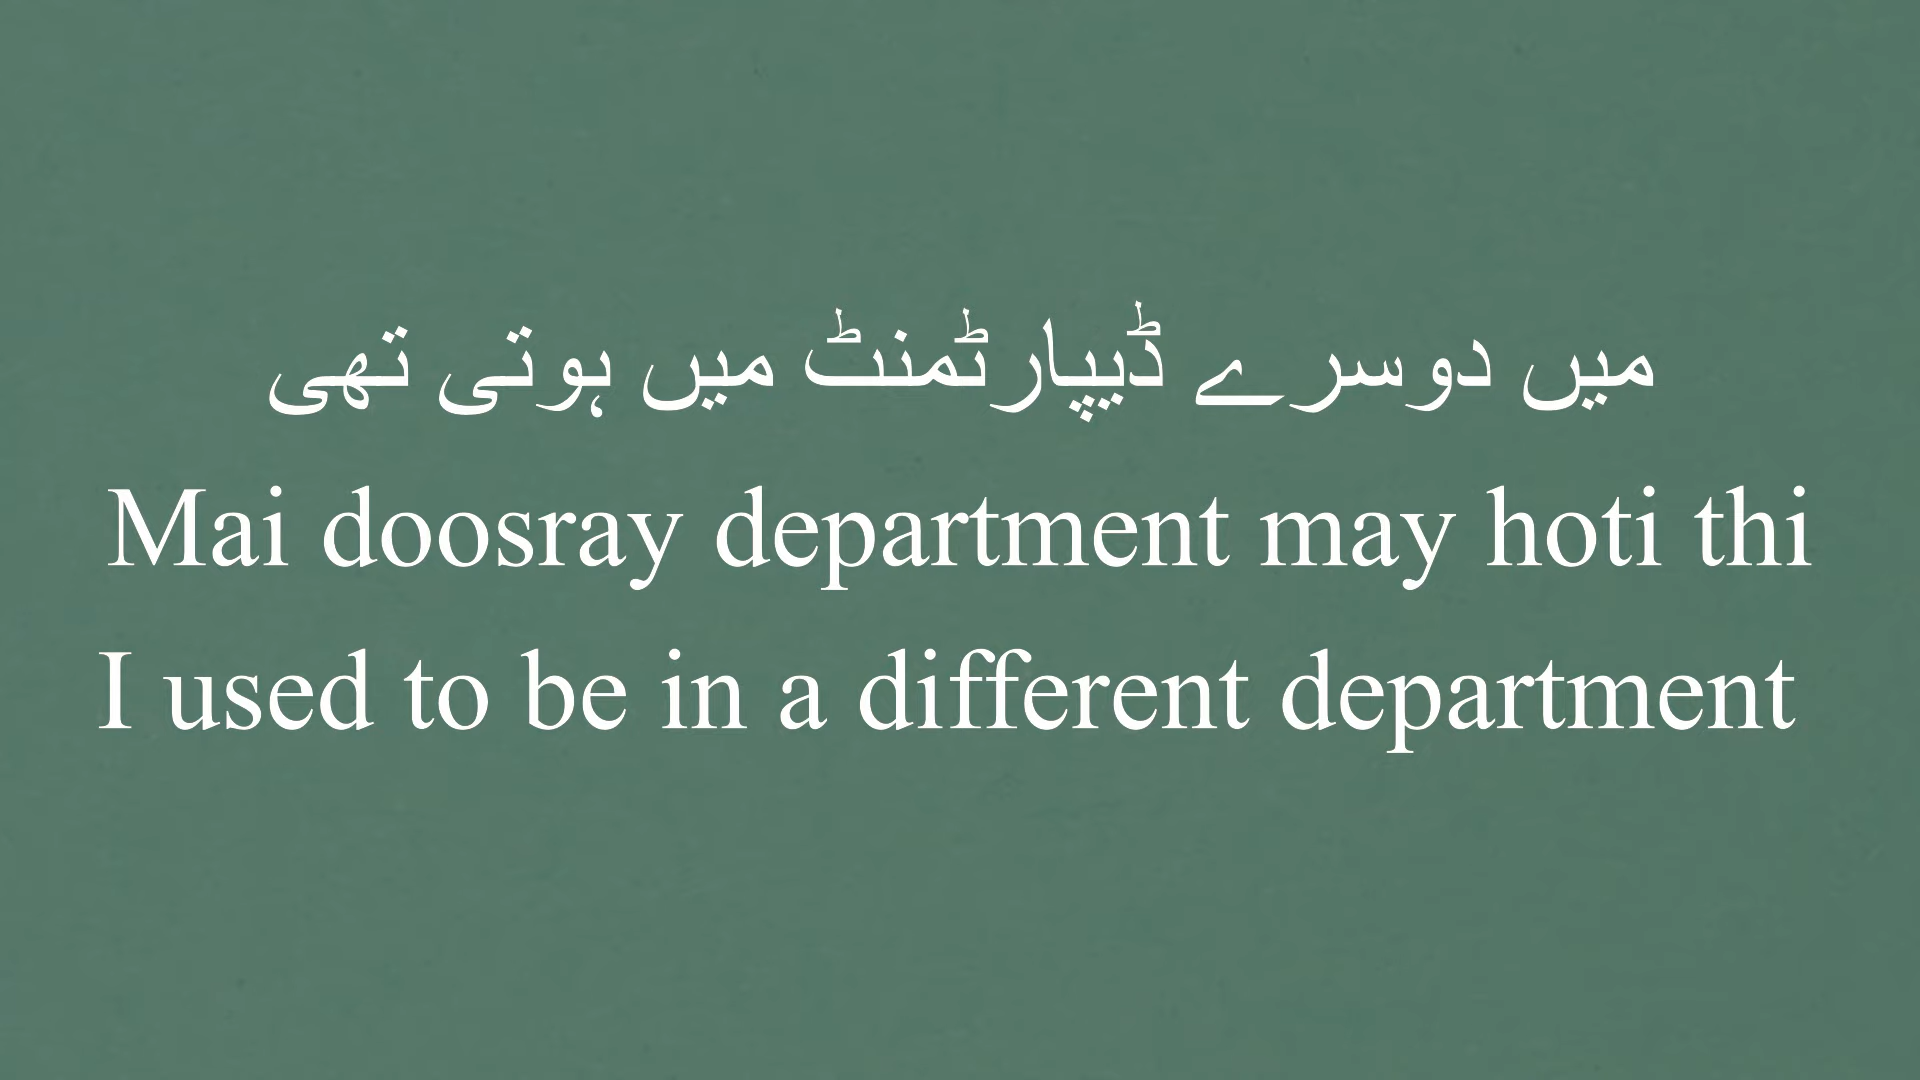 میں دوسرے ڈیپارٹمنٹ میں ہوتی تھی
Mai doosray department may hoti thi
I used to be in a different department